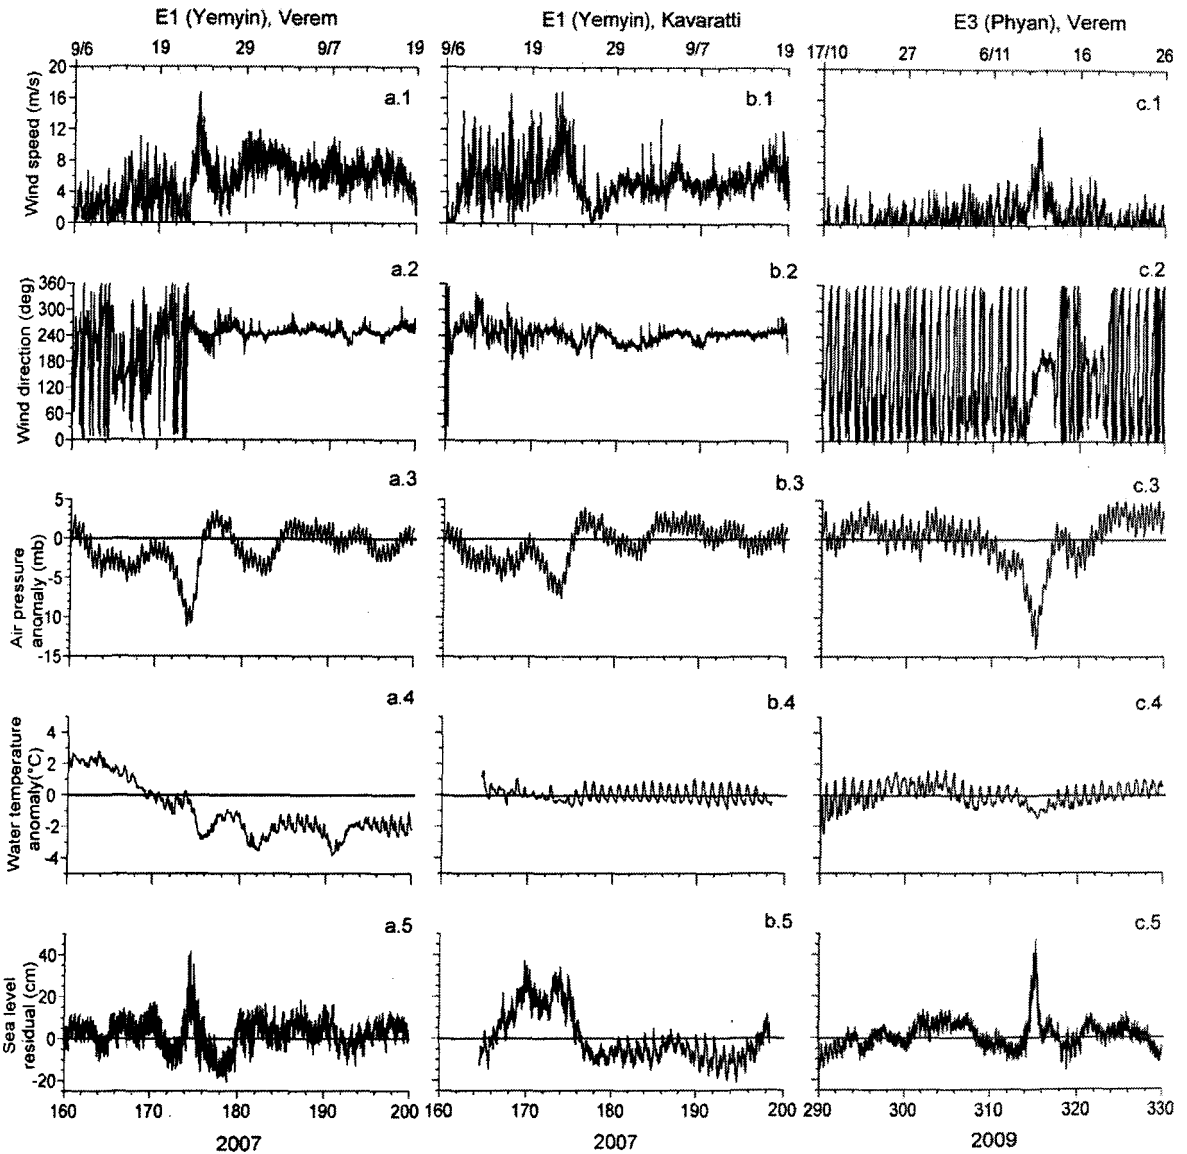 E1 (Yemyin), Verem
E1 (Yemyin), Kavaratti
E3 (Phyan), Verem
9/6 19 29 9/7 19
9/6 19 29 9/7 19
17/10 27 6/11 16 26
Wind speed (m/s)
20
16
12
8
4
0
a.1
b.1
c.1
Wind direction (deg)
360
300
240
180
120
60
0
a.2
b.2
c.2
Air pressure
anomaly (mb)
5
0
-5
-10
-15
a.3
b.3
c.3
Water temperature
anomaly(°C)
4
2
0
-2
-4
a.4
b.4
c.4
Sea level
residual (cm)
40
20
0
-20
a.5
b.5
c.5
160 170 180 190 200
160 170 180 190 200
290 300 310 320 330
2007
2007
2009